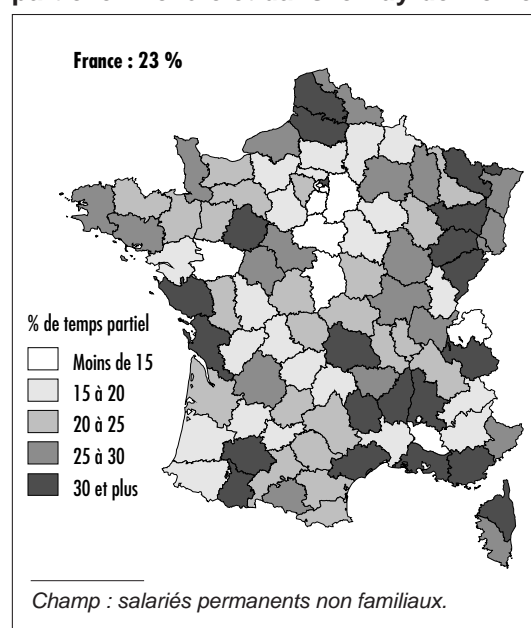 France : 23 %
% de temps partiel
Moins de 15
15 à 20
20 à 25
25 à 30
30 et plus
Champ : salariés permanents non familiaux.